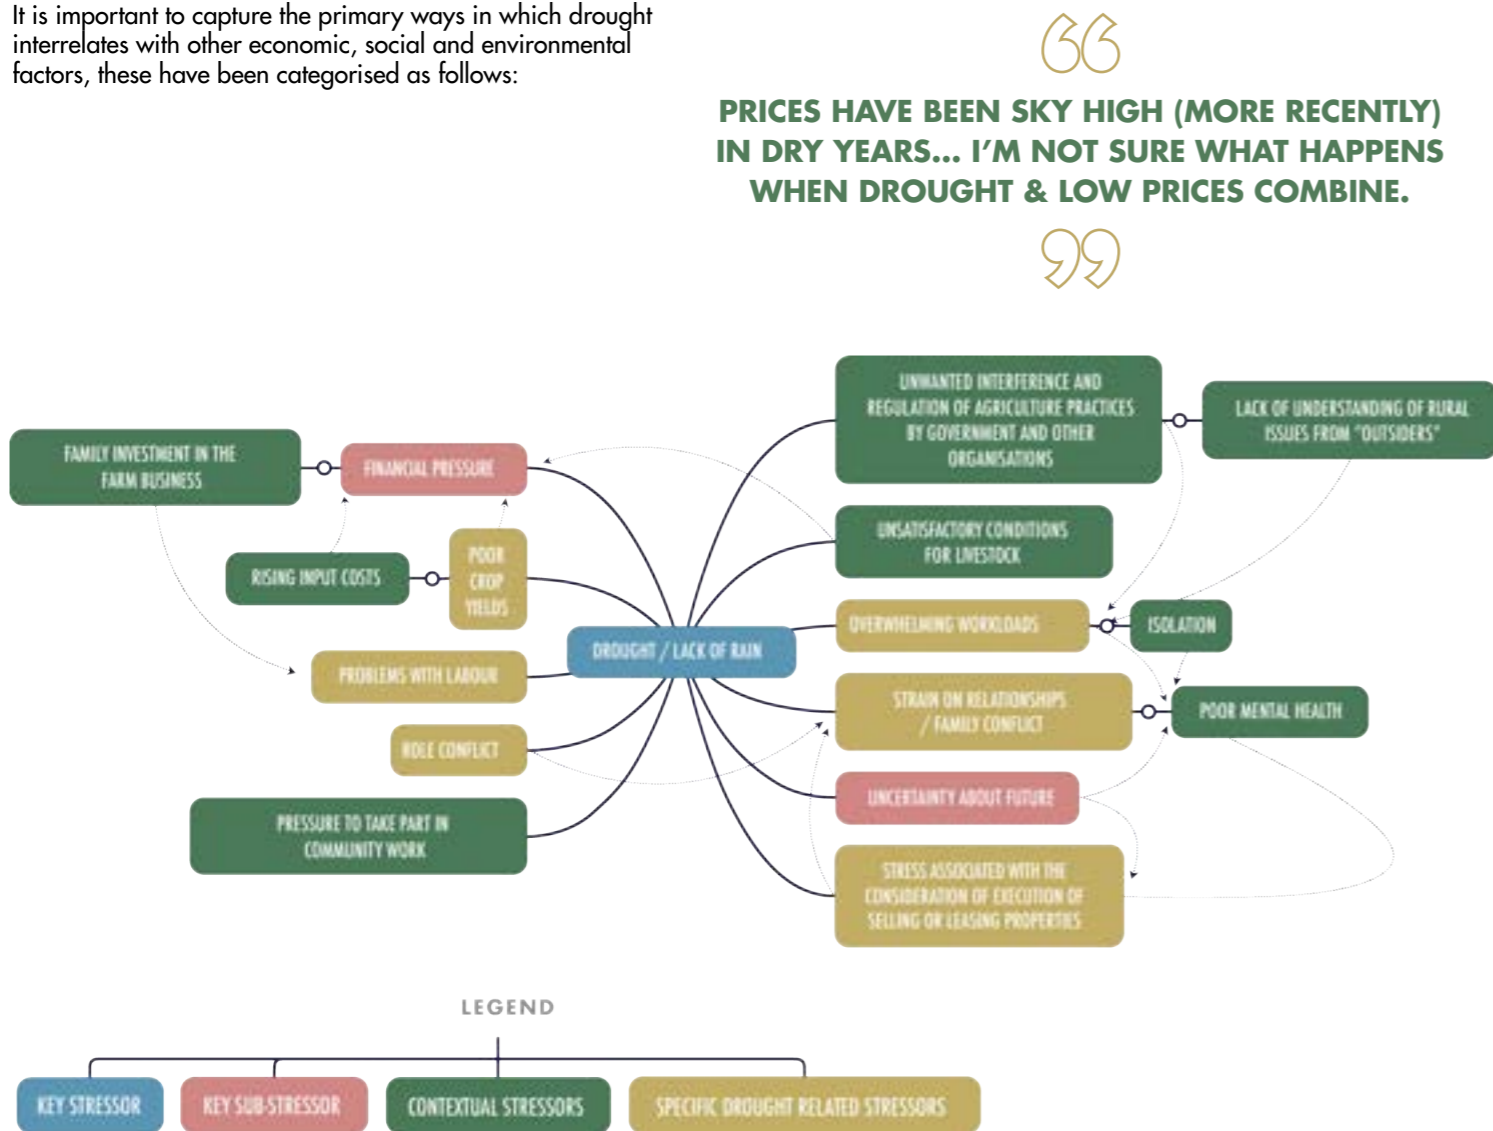 It is important to capture the primary ways in which drought
interrelates with other economic, social and environmental
factors, these have been categorised as follows:
“
PRICES HAVE BEEN SKY HIGH (MORE RECENTLY)
IN DRY YEARS... I’M NOT SURE WHAT HAPPENS
WHEN DROUGHT & LOW PRICES COMBINE.
”
FAMILY INVESTMENT IN THE
FARM BUSINESS
FINANCIAL PRESSURE
RISING INPUT COSTS
POOR
CROP
YIELDS
PROBLEMS WITH LABOUR
ROLE CONFLICT
PRESSURE TO TAKE PART IN
COMMUNITY WORK
DROUGHT / LACK OF RAIN
UNWANTED INTERFERENCE AND
REGULATION OF AGRICULTURE PRACTICES
BY GOVERNMENT AND OTHER
ORGANISATIONS
LACK OF UNDERSTANDING OF RURAL
ISSUES FROM "OUTSIDERS"
UNSATISFACTORY CONDITIONS
FOR LIVESTOCK
OVERWHELMING WORKLOADS
ISOLATION
STRAIN ON RELATIONSHIPS
/ FAMILY CONFLICT
POOR MENTAL HEALTH
UNCERTAINTY ABOUT FUTURE
STRESS ASSOCIATED WITH THE
CONSIDERATION OF EXECUTION OF
SELLING OR LEASING PROPERTIES
LEGEND
KEY STRESSOR
KEY SUB-STRESSOR
CONTEXTUAL STRESSORS
SPECIFIC DROUGHT RELATED STRESSORS